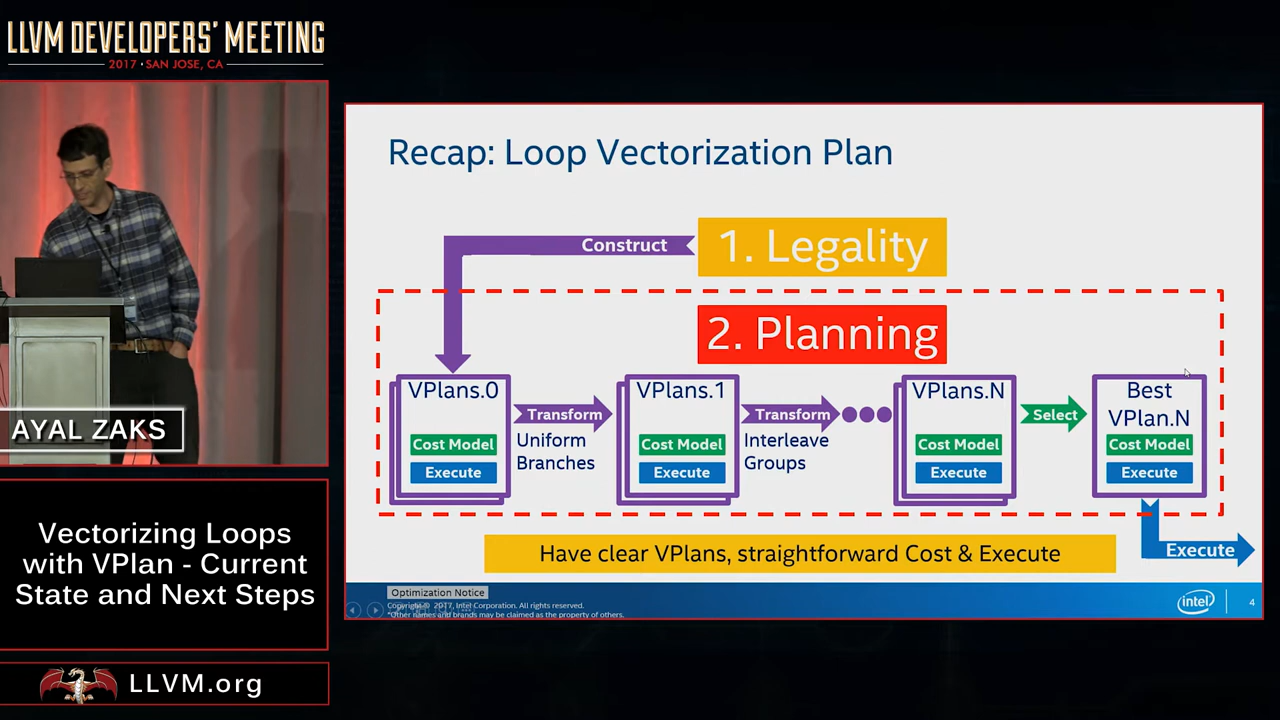 LLVM DEVELOPERS' MEETING
2017 • SAN JOSE, CA
AYAL ZAKS
Vectorizing Loops
with VPlan - Current
State and Next Steps
LLVM.org
Recap: Loop Vectorization Plan
Construct
1. Legality
2. Planning
VPlans.0
Cost Model
Execute
Transform
Uniform
Branches
VPlans.1
Cost Model
Execute
Transform
Interleave
Groups
VPlans.N
Cost Model
Execute
Select
Best
VPlan.N
Cost Model
Execute
Execute
Have clear VPlans, straightforward Cost & Execute
Optimization Notice
Copyright © 2017, Intel Corporation. All rights reserved.
*Other names and brands may be claimed as the property of others.
intel
4